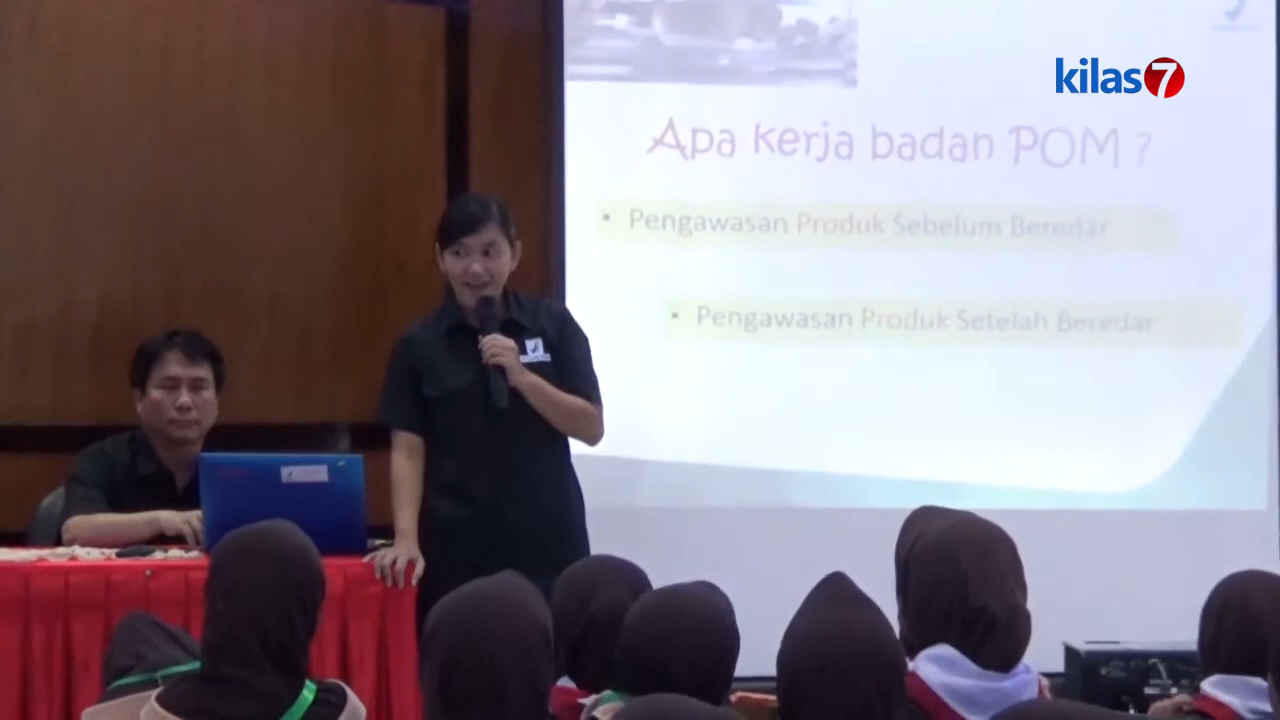 kilas7
Apa kerja badan POM ?
• Pengawasan Produk Sebelum Beredar
• Pengawasan Produk Setelah Beredar